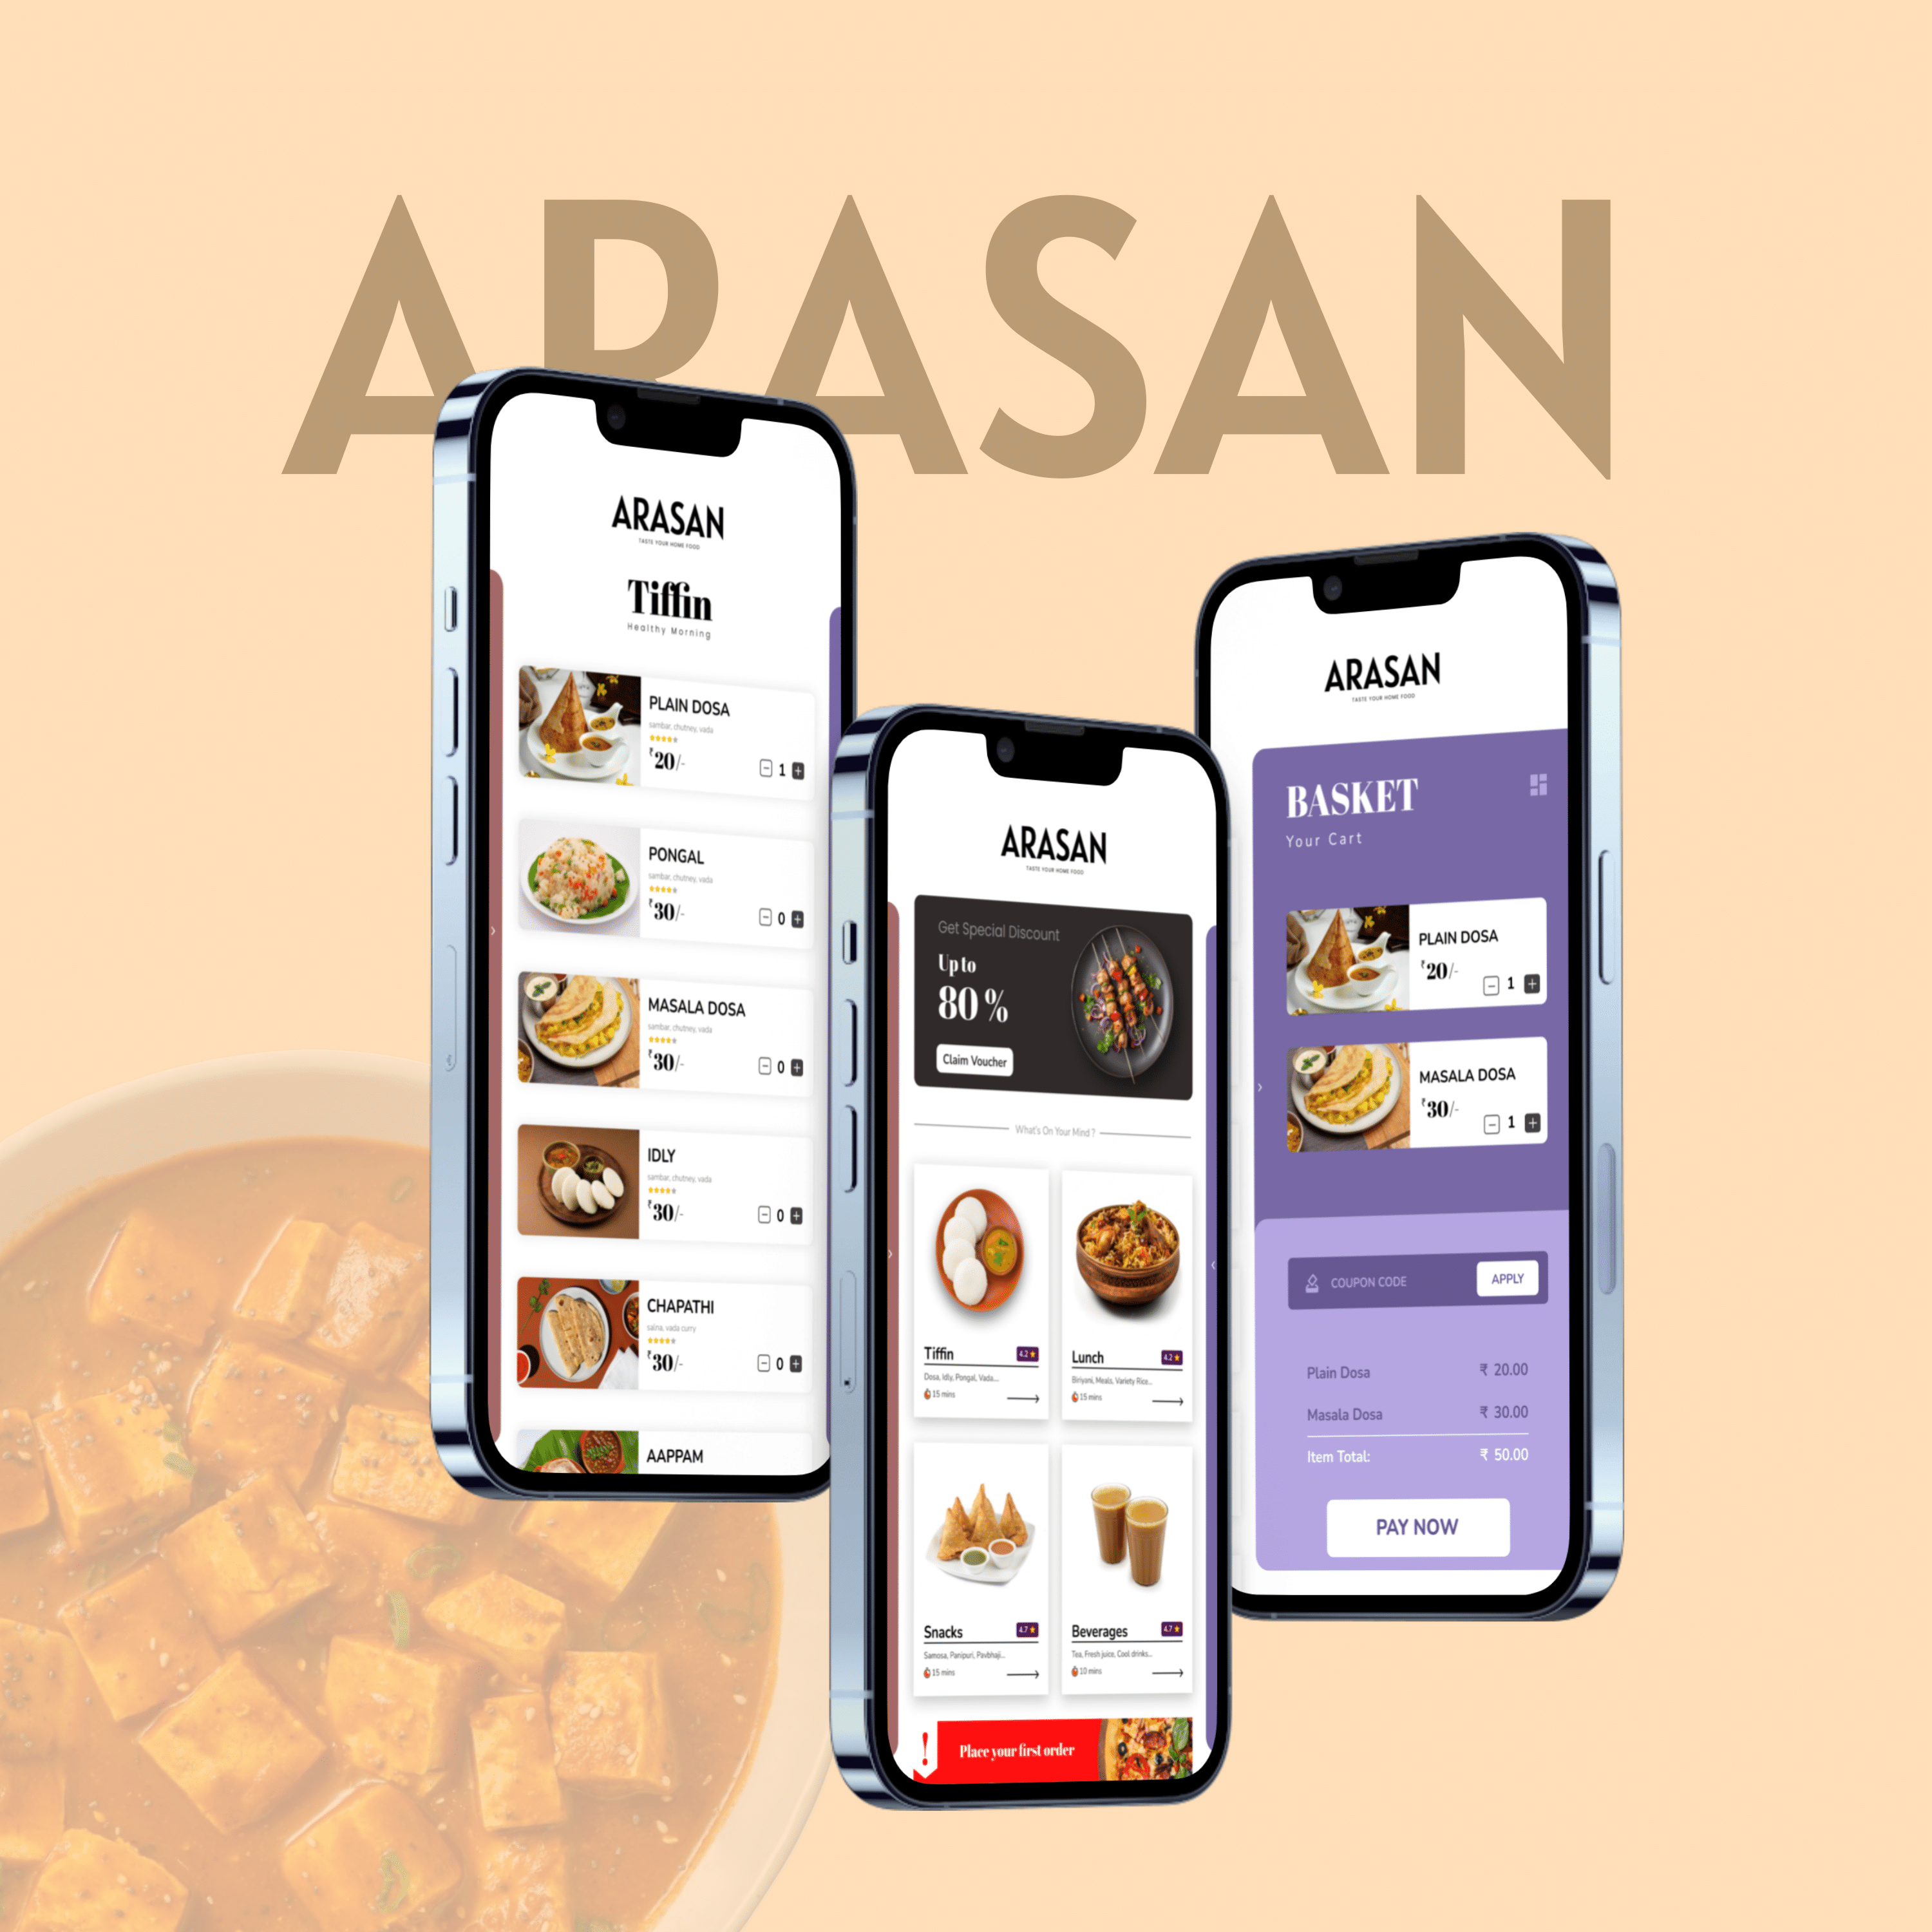 ARASAN
ARASAN
TASTE YOUR HOME FOOD
Tiffin
Healthy Morning
PLAIN DOSA
sambar, chutney, vada
₹20/-
1
PONGAL
sambar, chutney, vada
₹30/-
0
MASALA DOSA
sambar, chutney, vada
₹30/-
0
IDLY
sambar, chutney, vada
₹30/-
0
CHAPATHI
salna, vada curry
₹30/-
0
AAPPAM
ARASAN
TASTE YOUR HOME FOOD
Get Special Discount
Up to
80 %
Claim Voucher
What's On Your Mind ?
Tiffin 4.2
Dosa, Idly, Pongal, Vada...
15 mins
Lunch 4.2
Biriyani, Meals, Variety Rice...
15 mins
Snacks 4.7
Samosa, Panipuri, Pavbhaji...
15 mins
Beverages 4.7
Tea, Fresh juice, Cool drinks...
10 mins
! Place your first order
ARASAN
TASTE YOUR HOME FOOD
BASKET
Your Cart
PLAIN DOSA
₹20/-
1
MASALA DOSA
₹30/-
1
COUPON CODE APPLY
Plain Dosa ₹ 20.00
Masala Dosa ₹ 30.00
Item Total: ₹ 50.00
PAY NOW